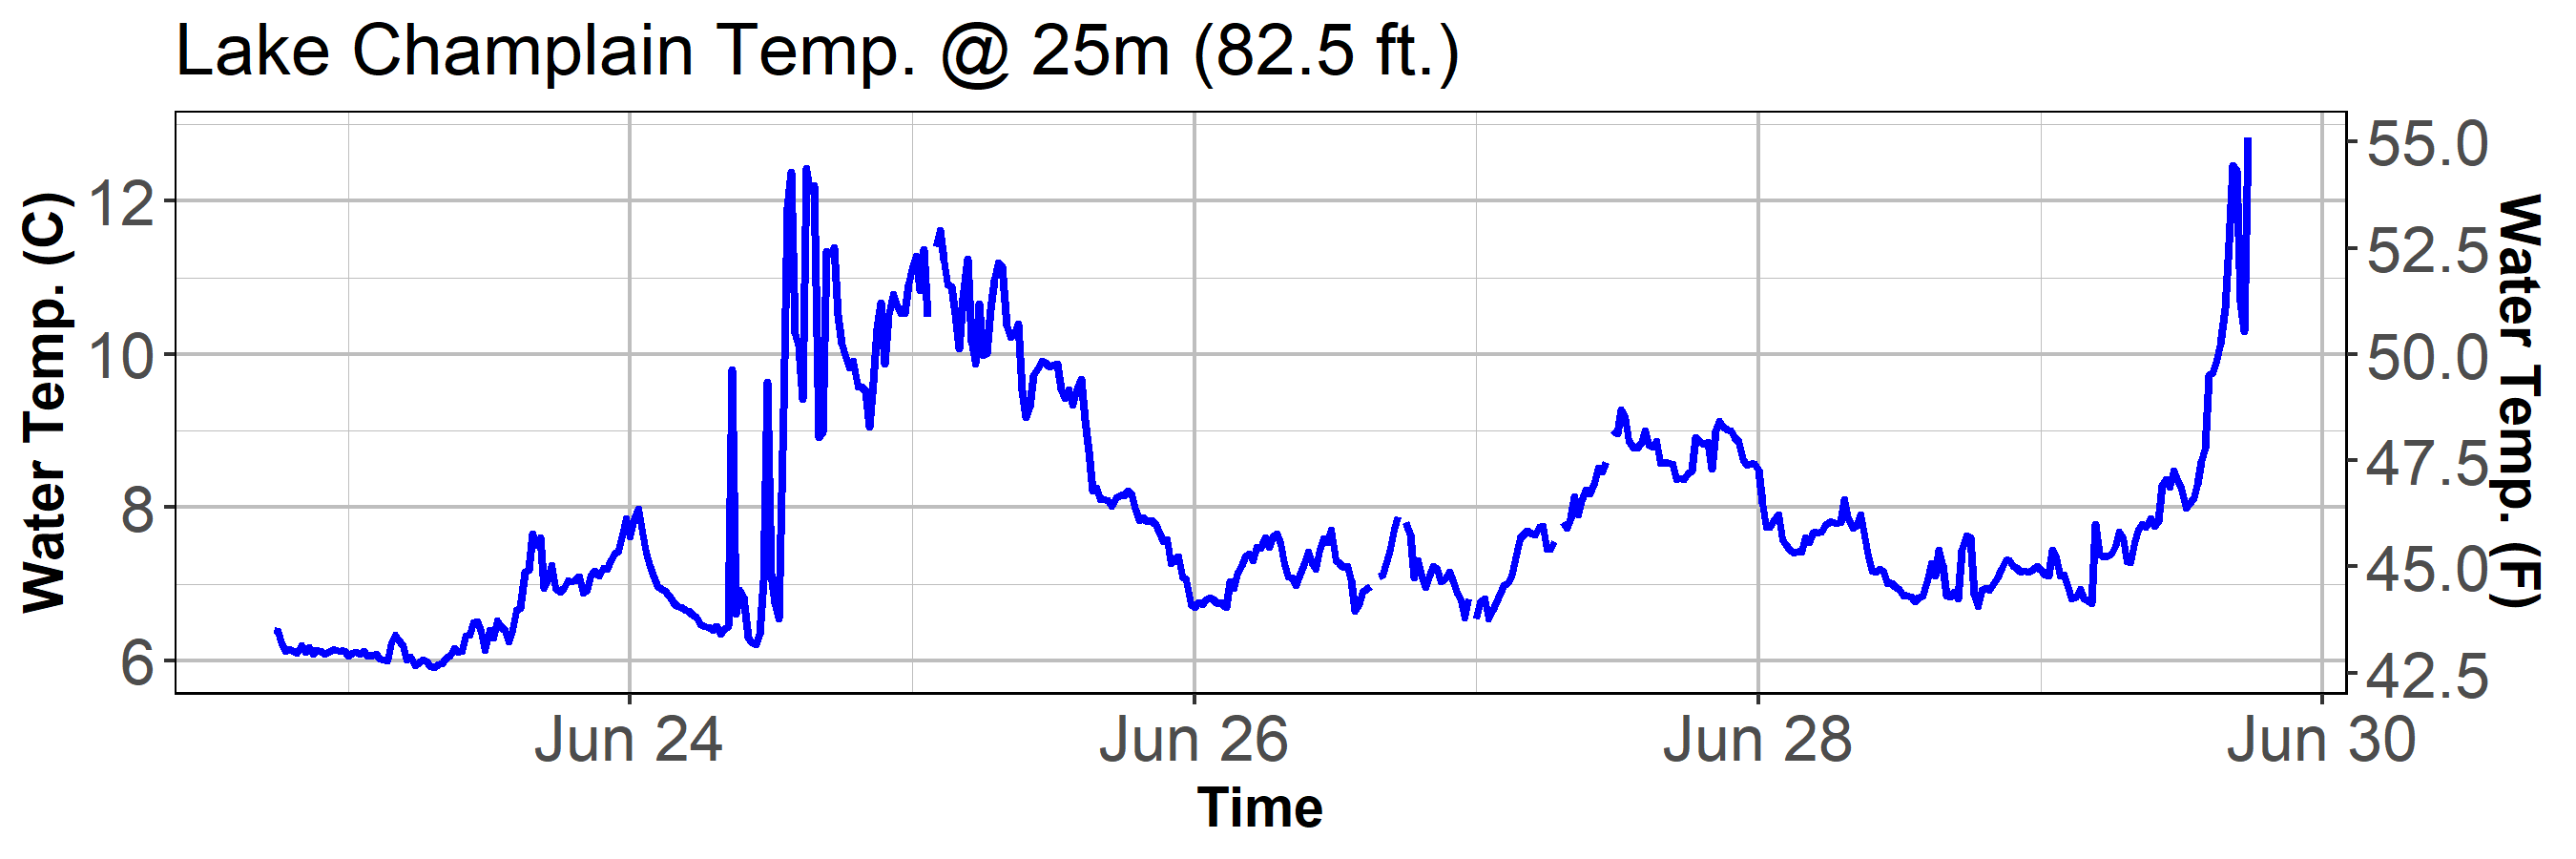 Lake Champlain Temp. @ 25m (82.5 ft.)
Water Temp. (C)
12
10
8
6
55.0
52.5
50.0
47.5
45.0
42.5
Water Temp. (F)
Jun 24 Jun 26 Jun 28 Jun 30
Time